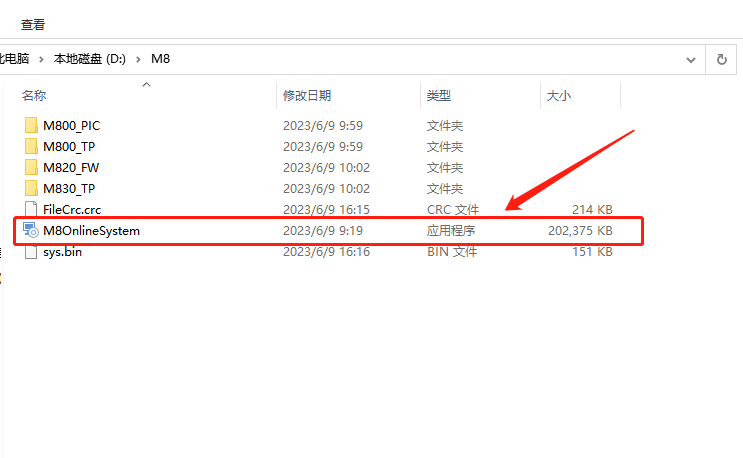 查看
电脑 › 本地磁盘 (D:) › M8
名称 修改日期 类型 大小
M800_PIC 2023/6/9 9:59 文件夹
M800_TP 2023/6/9 9:59 文件夹
M820_FW 2023/6/9 10:02 文件夹
M830_TP 2023/6/9 10:02 文件夹
FileCrc.crc 2023/6/9 16:15 CRC 文件 214 KB
M8OnlineSystem 2023/6/9 9:19 应用程序 202,375 KB
sys.bin 2023/6/9 16:16 BIN 文件 151 KB